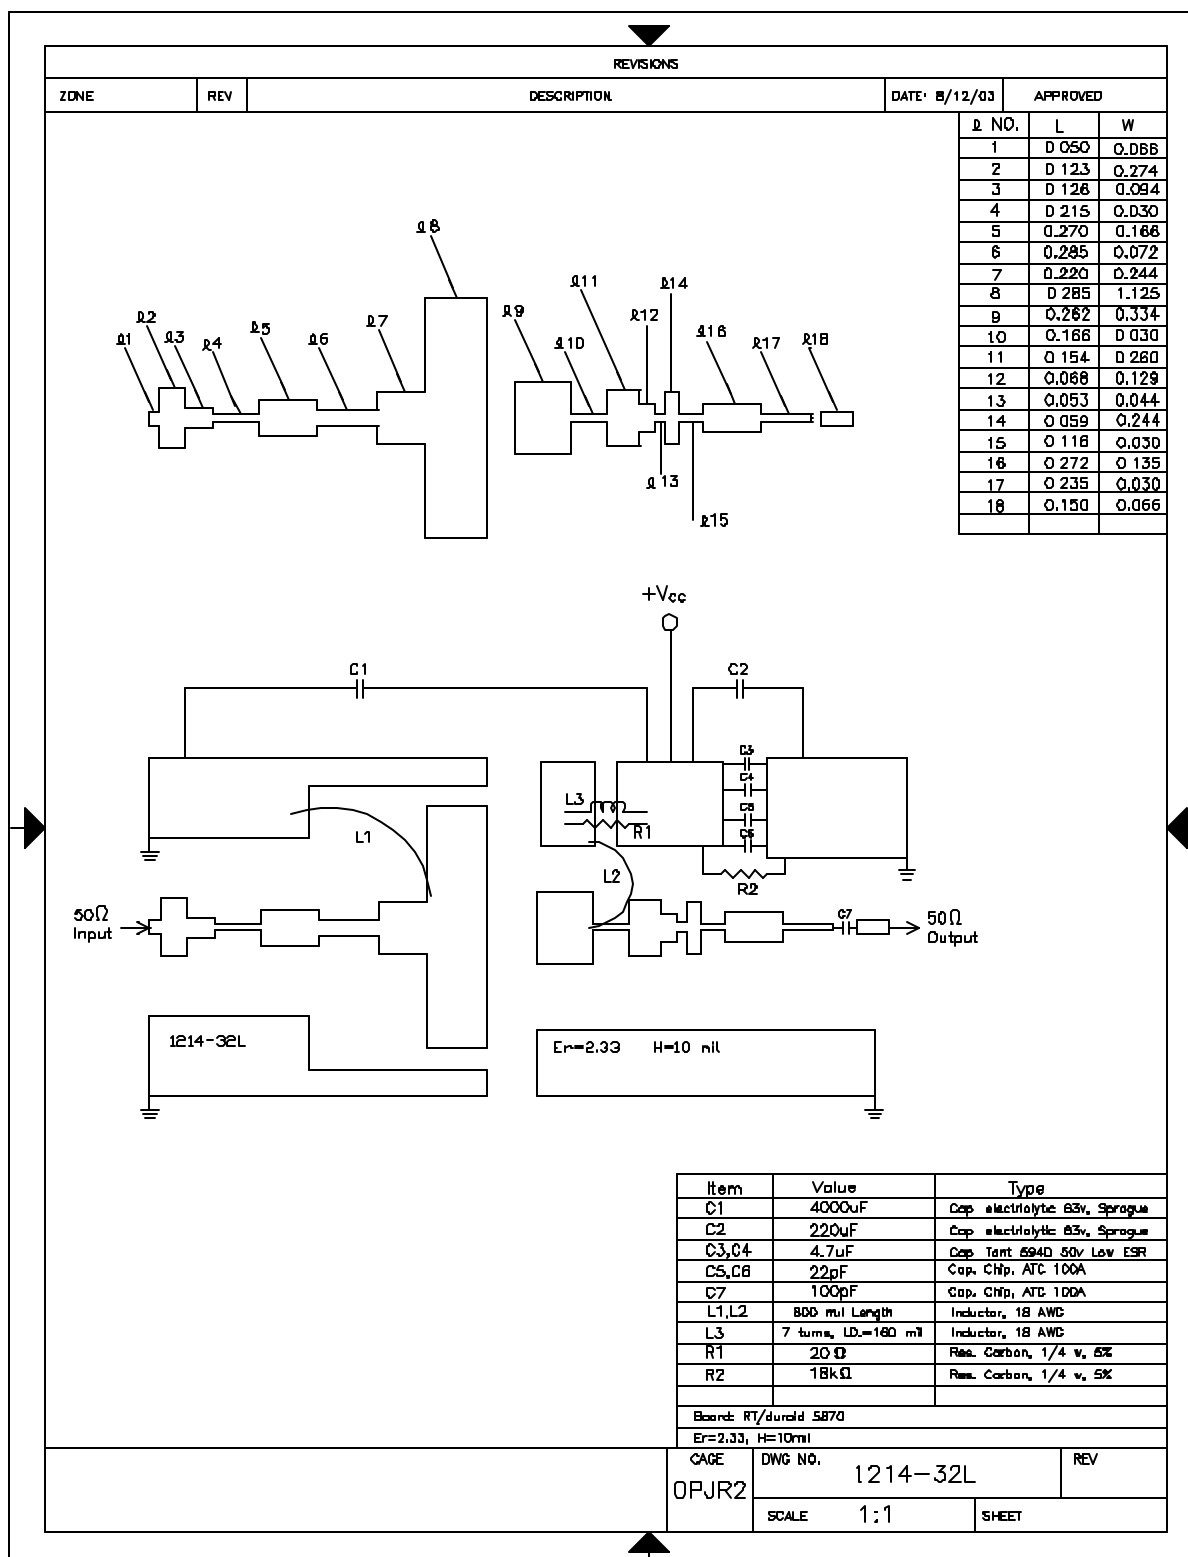 REVISIONS
ZONE REV DESCRIPTION DATE: 8/12/03 APPROVED
ℓ NO. L W
1 0.050 0.066
2 0.123 0.274
3 0.126 0.094
4 0.215 0.030
5 0.270 0.166
6 0.285 0.072
7 0.220 0.244
8 0.285 1.125
9 0.262 0.334
10 0.166 0.030
11 0.154 0.260
12 0.068 0.129
13 0.053 0.044
14 0.059 0.244
15 0.116 0.030
16 0.272 0.135
17 0.235 0.030
18 0.150 0.066
ℓ8
ℓ11 ℓ14
ℓ1 ℓ2 ℓ3 ℓ4 ℓ5 ℓ6 ℓ7 ℓ9 ℓ10 ℓ12 ℓ16 ℓ17 ℓ18
ℓ13
ℓ15
+Vcc
C1 C2
C3
C4
L3
R1
L1
L2
R2
50Ω
Input
C7
50Ω
Output
1214-32L
Er=2.33 H=10 mil
Item Value Type
C1 4000uF Cap electriolytic 63v, Sprague
C2 220uF Cap electriolytic 63v, Sprague
C3,C4 4.7uF Cap Tant 594D 50v Low ESR
C5,C6 22pF Cap. Chip, ATC 100A
C7 100pF Cap. Chip, ATC 100A
L1,L2 800 mil Length Inductor, 18 AWG
L3 7 turns, I.D.=160 mil Inductor, 18 AWG
R1 20 Ω Res. Carbon, 1/4 w, 5%
R2 18kΩ Res. Carbon, 1/4 w, 5%
Board: RT/duroid 5870
Er=2.33, H=10mil
CAGE DWG NO. REV
0PJR2 1214-32L
SCALE 1:1 SHEET